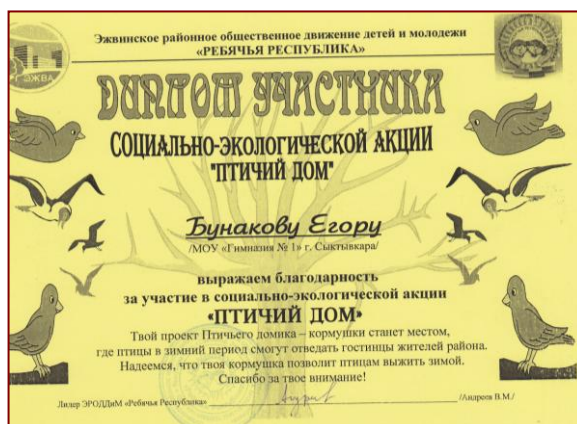 Эжвинское районное общественное движение детей и молодежи
«РЕБЯЧЬЯ РЕСПУБЛИКА»
ЭЖВА
ДИПЛОМ УЧАСТНИКА
СОЦИАЛЬНО-ЭКОЛОГИЧЕСКОЙ АКЦИИ
"ПТИЧИЙ ДОМ"
Бунакову Егору
/МОУ «Гимназия № 1» г. Сыктывкара/
выражаем благодарность
за участие в социально-экологической акции
«ПТИЧИЙ ДОМ»
Твой проект Птичьего домика – кормушки станет местом,
где птицы в зимний период смогут отведать гостинцы жителей района.
Надеемся, что твоя кормушка позволит птицам выжить зимой.
Спасибо за твое внимание!
Лидер ЭРОДДиМ «Ребячья Республика» /Андреев В.М./